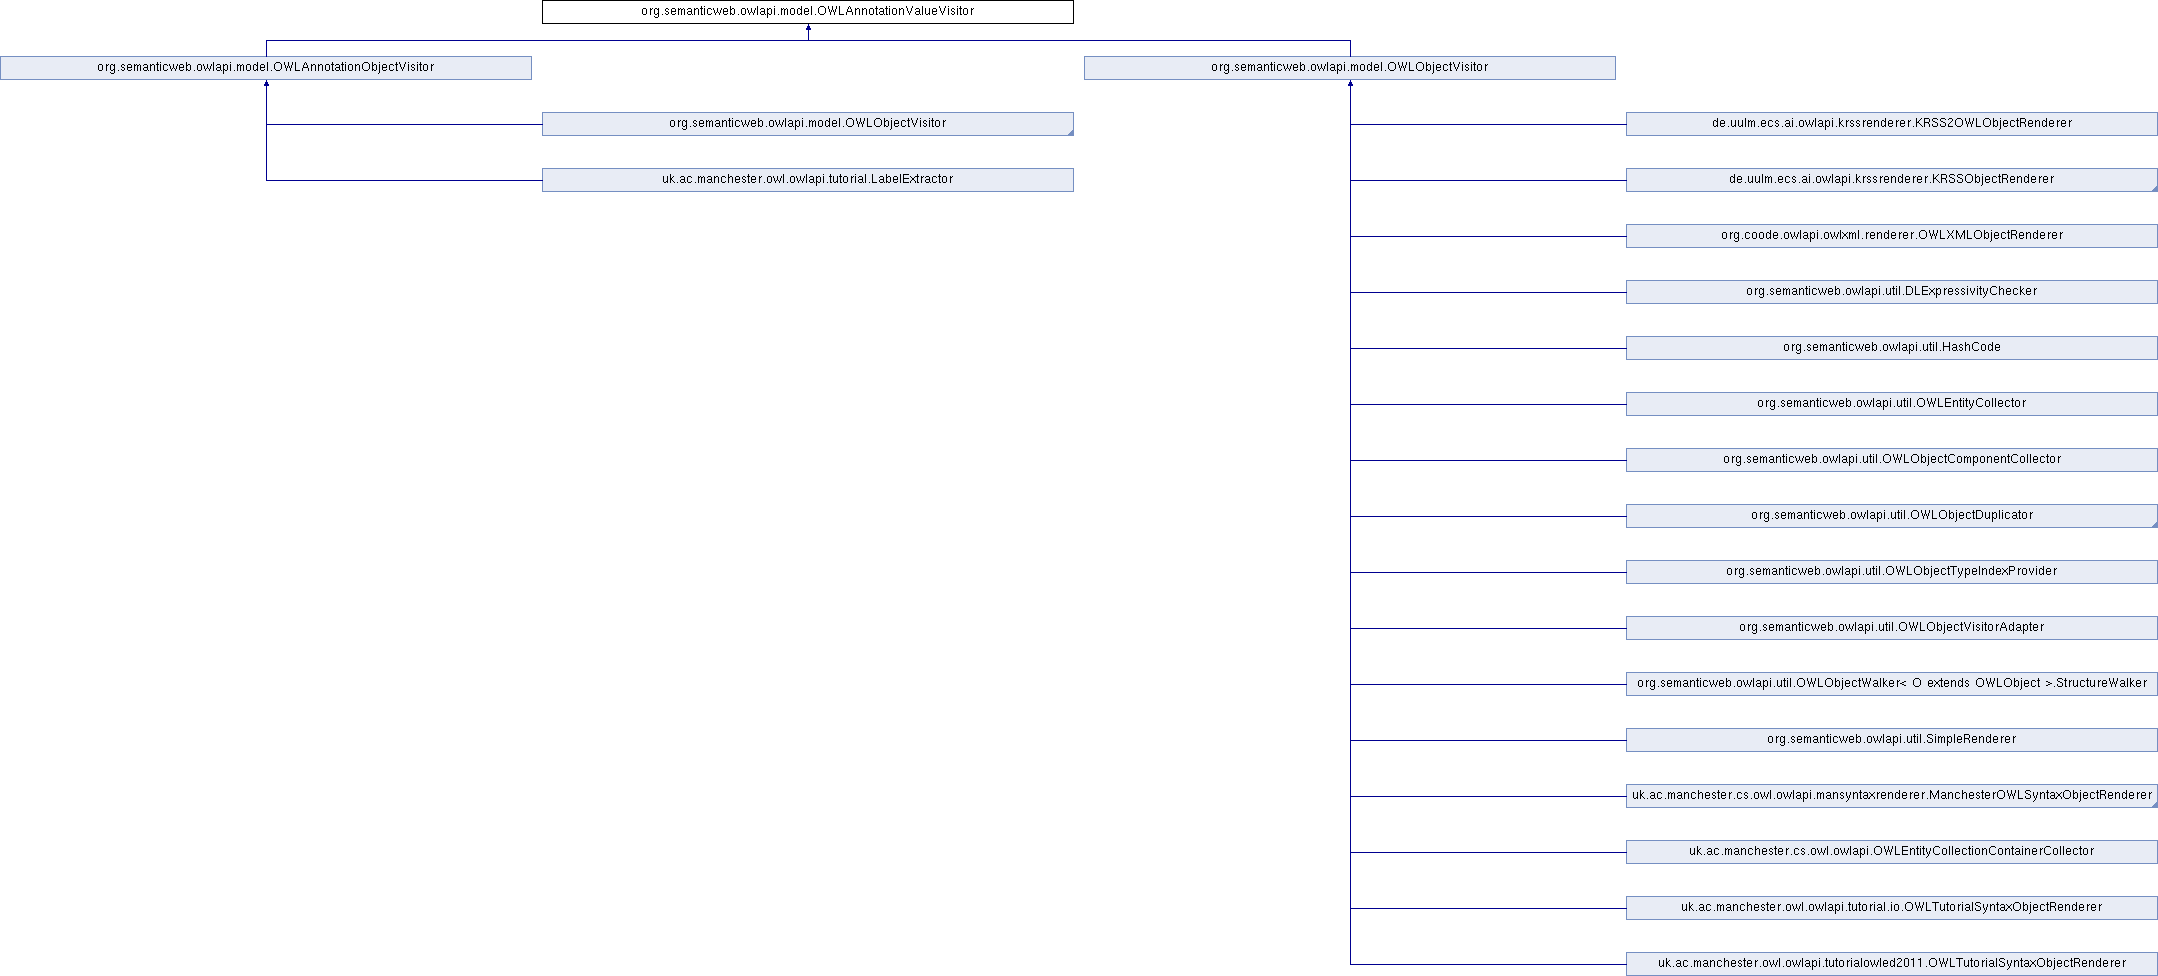 org.semanticweb.owlapi.model.OWLAnnotationValueVisitor
org.semanticweb.owlapi.model.OWLAnnotationObjectVisitor
org.semanticweb.owlapi.model.OWLObjectVisitor
org.semanticweb.owlapi.model.OWLObjectVisitor
de.uulm.ecs.ai.owlapi.krssrenderer.KRSS2OWLObjectRenderer
uk.ac.manchester.owl.owlapi.tutorial.LabelExtractor
de.uulm.ecs.ai.owlapi.krssrenderer.KRSSObjectRenderer
org.coode.owlapi.owlxml.renderer.OWLXMLObjectRenderer
org.semanticweb.owlapi.util.DLExpressivityChecker
org.semanticweb.owlapi.util.HashCode
org.semanticweb.owlapi.util.OWLEntityCollector
org.semanticweb.owlapi.util.OWLObjectComponentCollector
org.semanticweb.owlapi.util.OWLObjectDuplicator
org.semanticweb.owlapi.util.OWLObjectTypeIndexProvider
org.semanticweb.owlapi.util.OWLObjectVisitorAdapter
org.semanticweb.owlapi.util.OWLObjectWalker< O extends OWLObject >.StructureWalker
org.semanticweb.owlapi.util.SimpleRenderer
uk.ac.manchester.cs.owl.owlapi.mansyntaxrenderer.ManchesterOWLSyntaxObjectRenderer
uk.ac.manchester.cs.owl.owlapi.OWLEntityCollectionContainerCollector
uk.ac.manchester.owl.owlapi.tutorial.io.OWLTutorialSyntaxObjectRenderer
uk.ac.manchester.owl.owlapi.tutorialowled2011.OWLTutorialSyntaxObjectRenderer